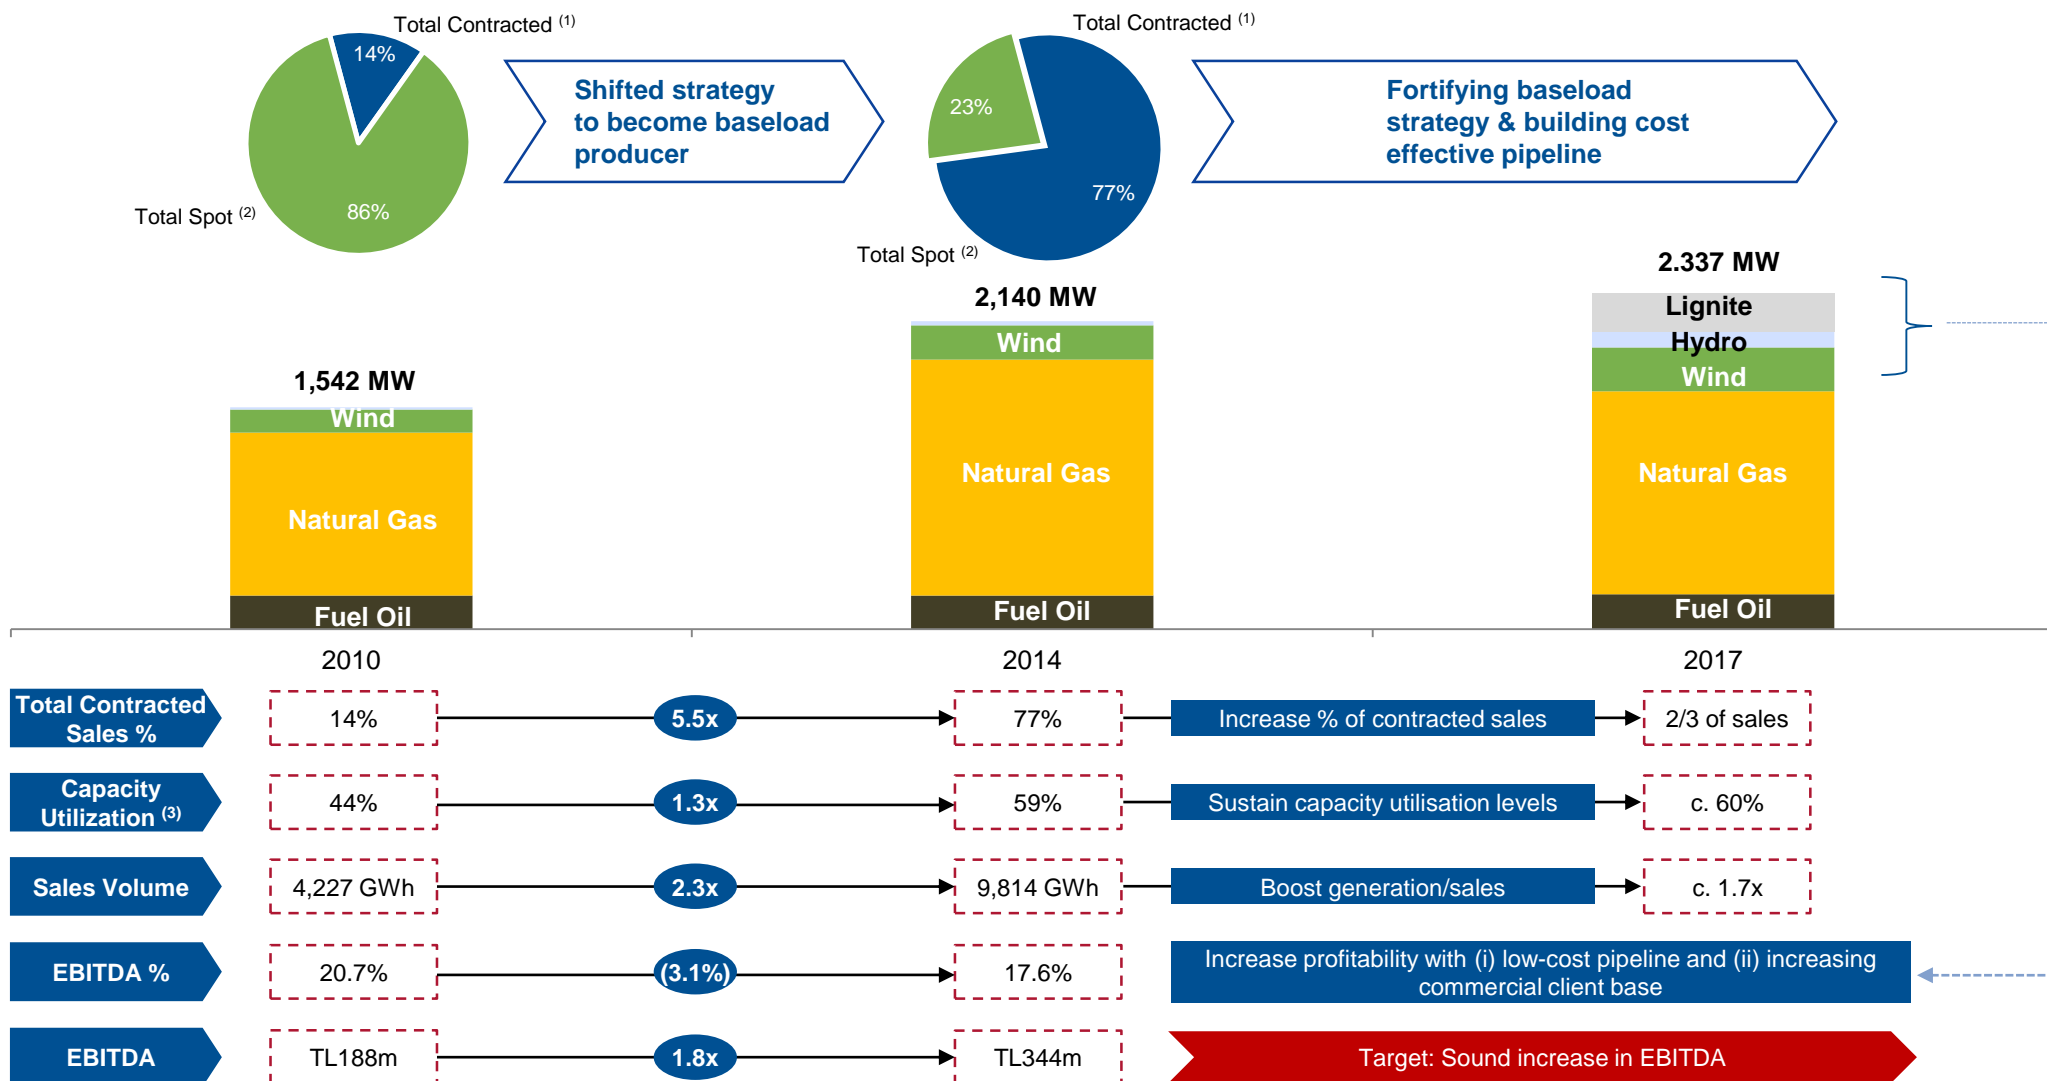 Total Contracted (1)
14%
86%
Total Spot (2)
Shifted strategy
to become baseload
producer
Total Contracted (1)
23%
77%
Total Spot (2)
Fortifying baseload
strategy & building cost
effective pipeline
1,542 MW
Wind
Natural Gas
Fuel Oil
2,140 MW
Wind
Natural Gas
Fuel Oil
2.337 MW
Lignite
Hydro
Wind
Natural Gas
Fuel Oil
2010
2014
2017
Total Contracted
Sales %
14%
5.5x
77%
Increase % of contracted sales
2/3 of sales
Capacity
Utilization (3)
44%
1.3x
59%
Sustain capacity utilisation levels
c. 60%
Sales Volume
4,227 GWh
2.3x
9,814 GWh
Boost generation/sales
c. 1.7x
EBITDA %
20.7%
(3.1%)
17.6%
Increase profitability with (i) low-cost pipeline and (ii) increasing
commercial client base
EBITDA
TL188m
1.8x
TL344m
Target: Sound increase in EBITDA